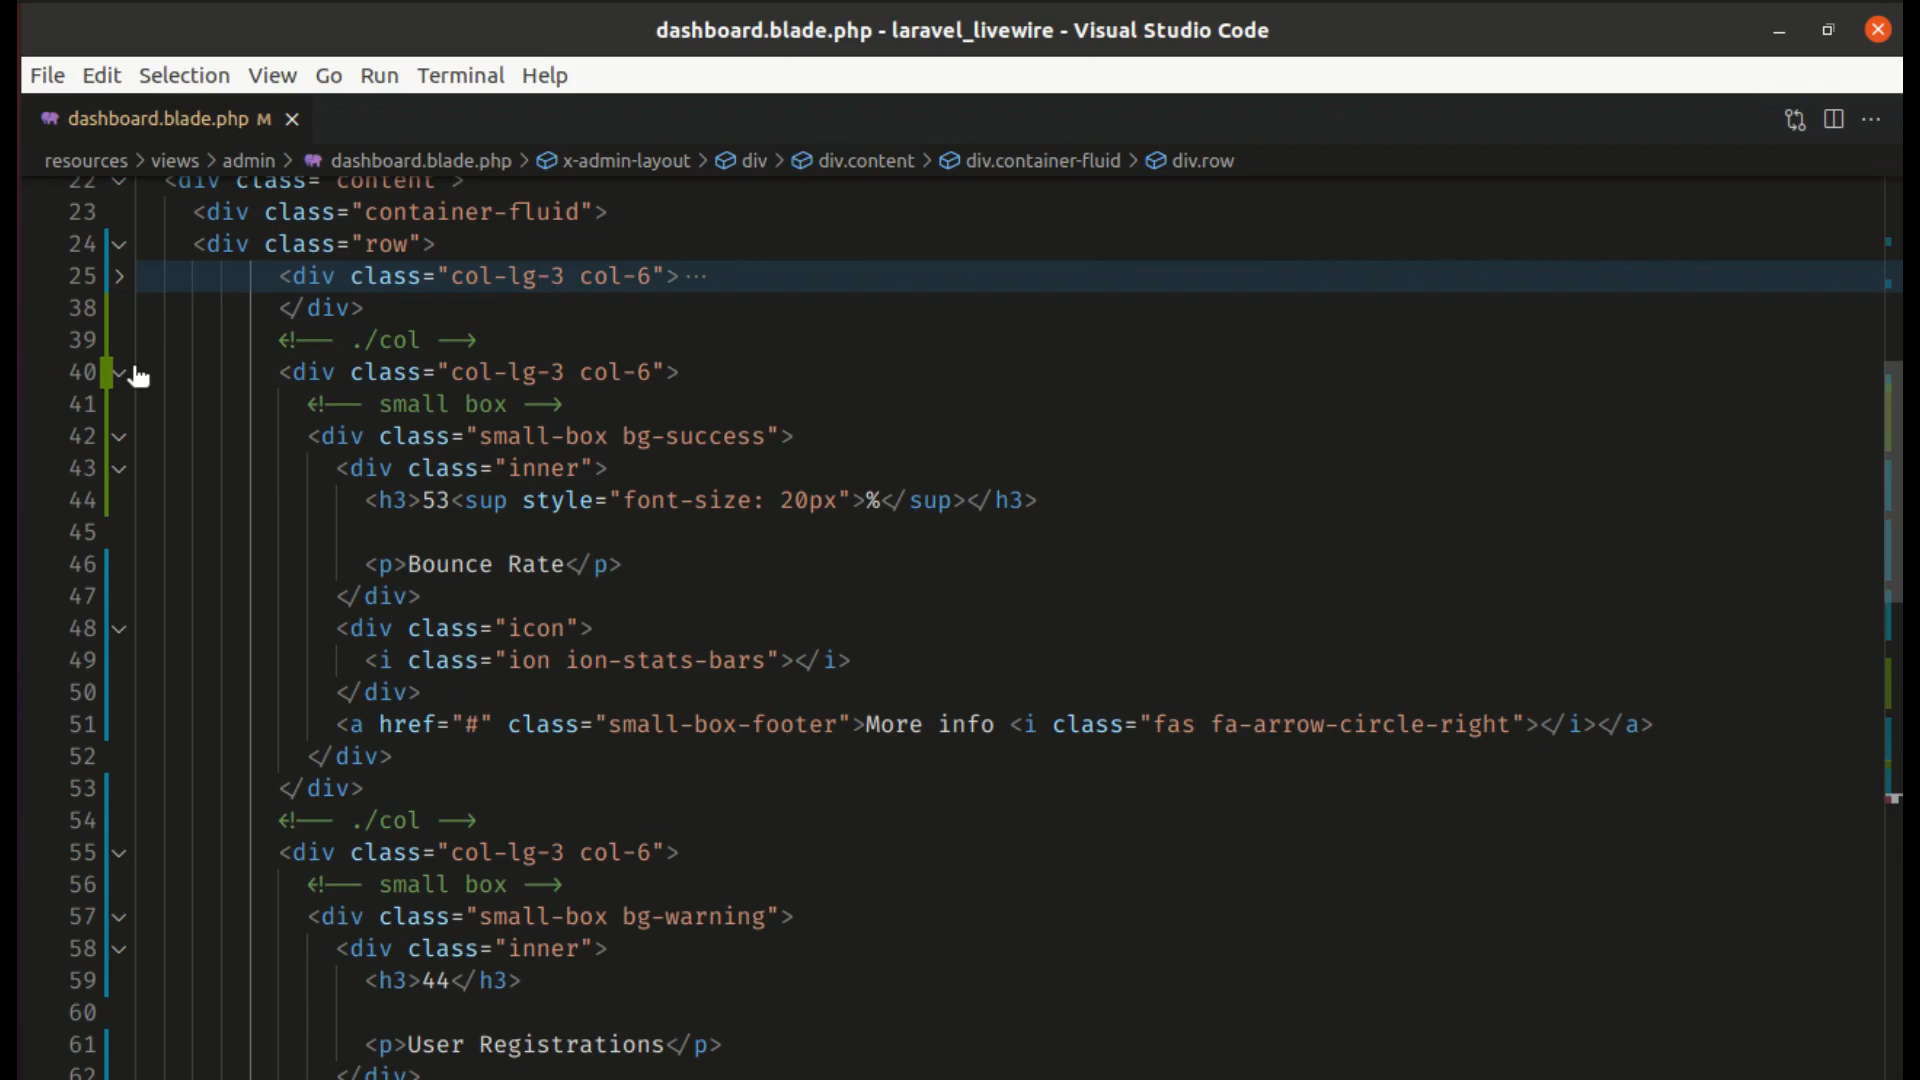 dashboard.blade.php - laravel_livewire - Visual Studio Code
File Edit Selection View Go Run Terminal Help
dashboard.blade.php M
resources > views > admin > dashboard.blade.php > x-admin-layout > div > div.content > div.container-fluid > div.row
22 <div class="content">
23 <div class="container-fluid">
24 <div class="row">
25 <div class="col-lg-3 col-6">···
38 </div>
39 <!-- ./col -->
40 <div class="col-lg-3 col-6">
41 <!-- small box -->
42 <div class="small-box bg-success">
43 <div class="inner">
44 <h3>53<sup style="font-size: 20px">%</sup></h3>
45
46 <p>Bounce Rate</p>
47 </div>
48 <div class="icon">
49 <i class="ion ion-stats-bars"></i>
50 </div>
51 <a href="#" class="small-box-footer">More info <i class="fas fa-arrow-circle-right"></i></a>
52 </div>
53 </div>
54 <!-- ./col -->
55 <div class="col-lg-3 col-6">
56 <!-- small box -->
57 <div class="small-box bg-warning">
58 <div class="inner">
59 <h3>44</h3>
60
61 <p>User Registrations</p>
62 </div>